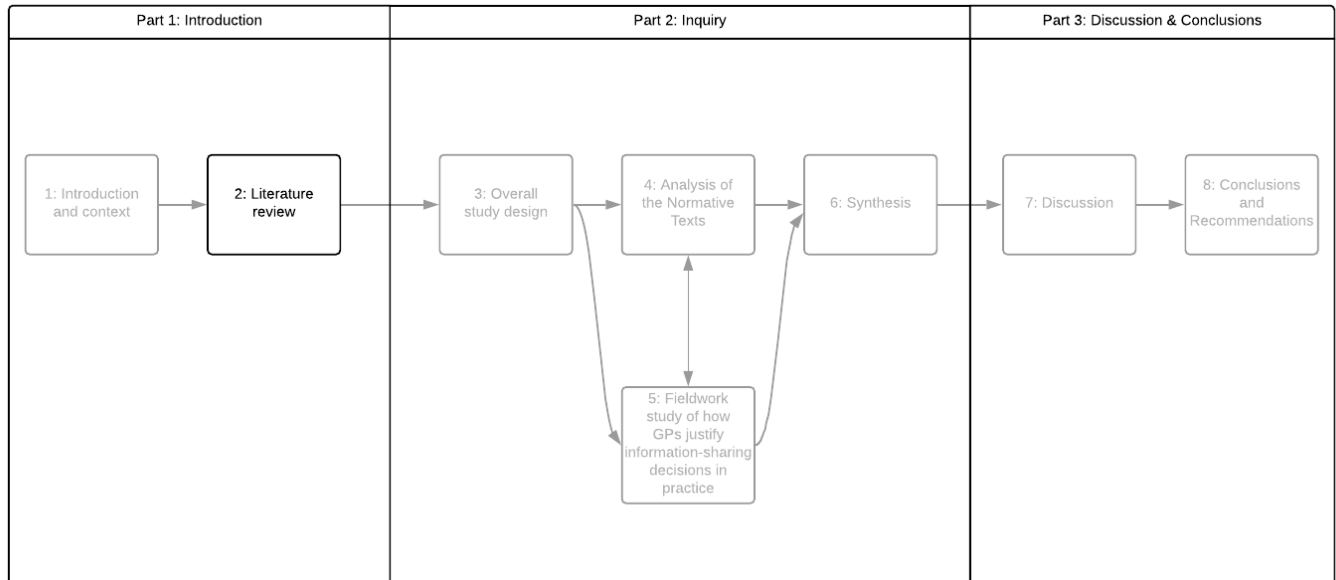 Part 1: Introduction
Part 2: Inquiry
Part 3: Discussion & Conclusions
1: Introduction
and context
2: Literature
review
3: Overall
study design
4: Analysis of
the Normative
Texts
5: Fieldwork
study of how
GPs justify
information-sharing
decisions in
practice
6: Synthesis
7: Discussion
8: Conclusions
and
Recommendations